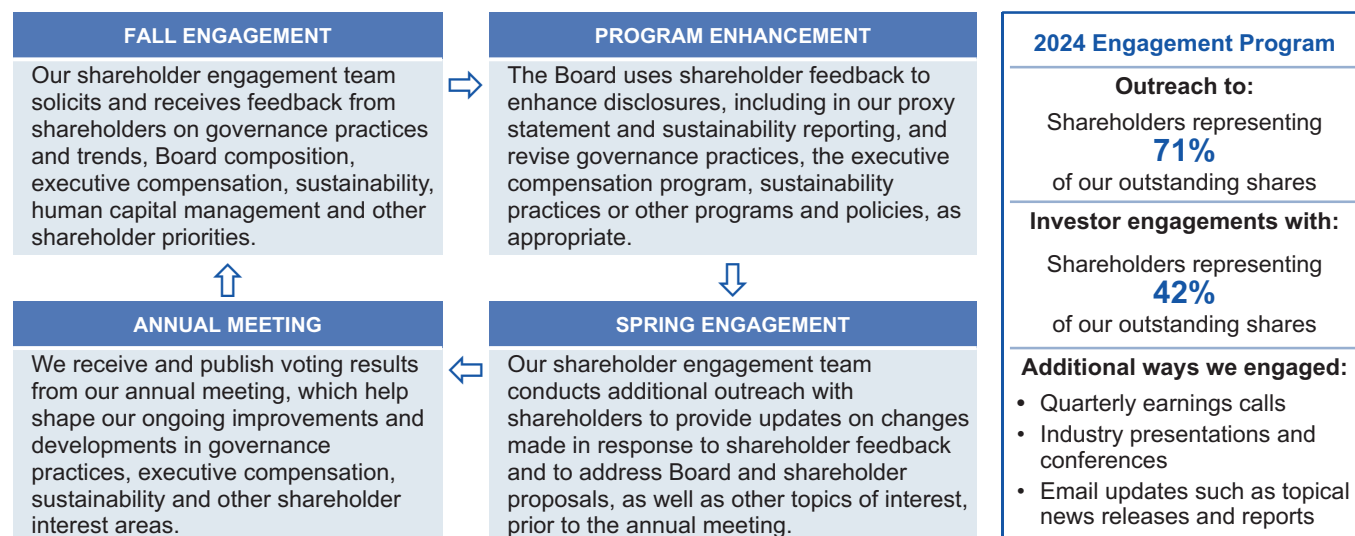 FALL ENGAGEMENT
Our shareholder engagement team
solicits and receives feedback from
shareholders on governance practices
and trends, Board composition,
executive compensation, sustainability,
human capital management and other
shareholder priorities.
PROGRAM ENHANCEMENT
The Board uses shareholder feedback to
enhance disclosures, including in our proxy
statement and sustainability reporting, and
revise governance practices, the executive
compensation program, sustainability
practices or other programs and policies, as
appropriate.
ANNUAL MEETING
We receive and publish voting results
from our annual meeting, which help
shape our ongoing improvements and
developments in governance
practices, executive compensation,
sustainability and other shareholder
interest areas.
SPRING ENGAGEMENT
Our shareholder engagement team
conducts additional outreach with
shareholders to provide updates on changes
made in response to shareholder feedback
and to address Board and shareholder
proposals, as well as other topics of interest,
prior to the annual meeting.
2024 Engagement Program
Outreach to:
Shareholders representing
71%
of our outstanding shares
Investor engagements with:
Shareholders representing
42%
of our outstanding shares
Additional ways we engaged:
• Quarterly earnings calls
• Industry presentations and
conferences
• Email updates such as topical
news releases and reports